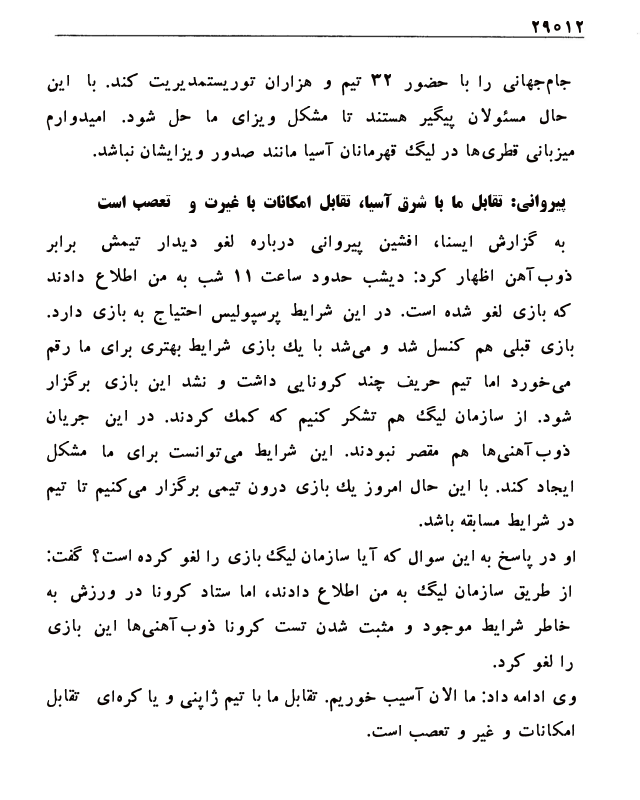 ۲۹۵۱۲
جام‌جهانی را با حضور ۳۲ تیم و هزاران توریستمدیریت کند. با این
حال مسئولان پیگیر هستند تا مشکل ویزای ما حل شود. امیدوارم
میزبانی قطری‌ها در لیگ قهرمانان آسیا مانند صدور ویزایشان نباشد.
پیروانی: تقابل ما با شرق آسیا، تقابل امکانات با غیرت و تعصب است
به گزارش ایسنا، افشین پیروانی درباره لغو دیدار تیمش برابر
ذوب‌آهن اظهار کرد: دیشب حدود ساعت ۱۱ شب به من اطلاع دادند
که بازی لغو شده است. در این شرایط پرسپولیس احتیاج به بازی دارد.
بازی قبلی هم کنسل شد و می‌شد با یك بازی شرایط بهتری برای ما رقم
می‌خورد اما تیم حریف چند کرونایی داشت و نشد این بازی برگزار
شود. از سازمان لیگ هم تشکر کنیم که کمك کردند. در این جریان
ذوب‌آهنی‌ها هم مقصر نبودند. این شرایط می‌توانست برای ما مشکل
ایجاد کند. با این حال امروز یك بازی درون تیمی برگزار می‌کنیم تا تیم
در شرایط مسابقه باشد.
او در پاسخ به این سوال که آیا سازمان لیگ بازی را لغو کرده است؟ گفت:
از طریق سازمان لیگ به من اطلاع دادند، اما ستاد کرونا در ورزش به
خاطر شرایط موجود و مثبت شدن تست کرونا ذوب‌آهنی‌ها این بازی
را لغو کرد.
وی ادامه داد: ما الان آسیب خوریم. تقابل ما با تیم ژاپنی و یا کره‌ای تقابل
امکانات و غیر و تعصب است.